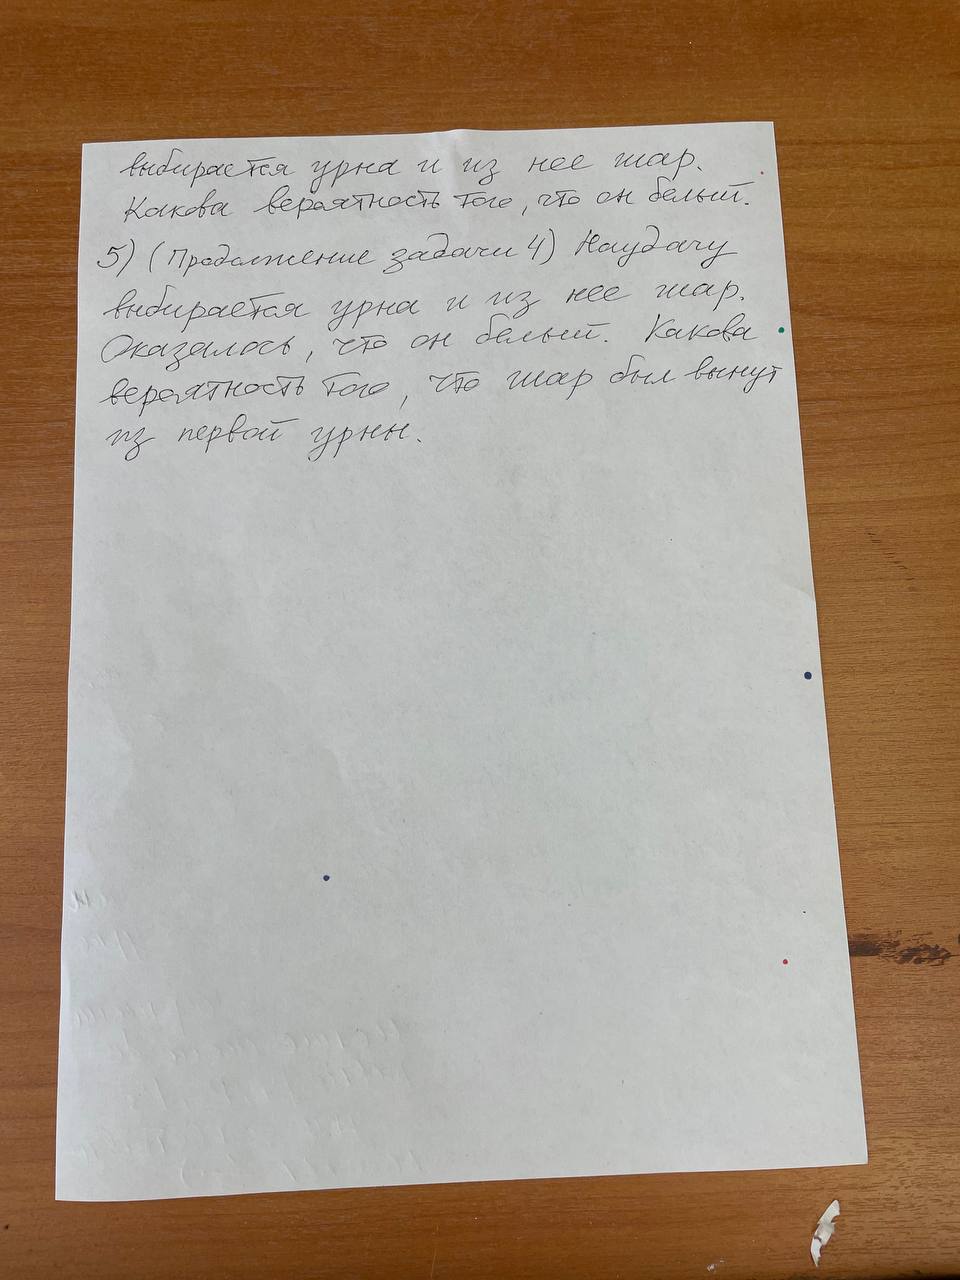 выбирается урна и из нее шар.
Какова вероятность того, что он белый.
5) (Продолжение задачи 4) Наудачу
выбирается урна и из нее шар.
Оказалось, что он белый. Какова
вероятность того, что шар был вынут
из первой урны.